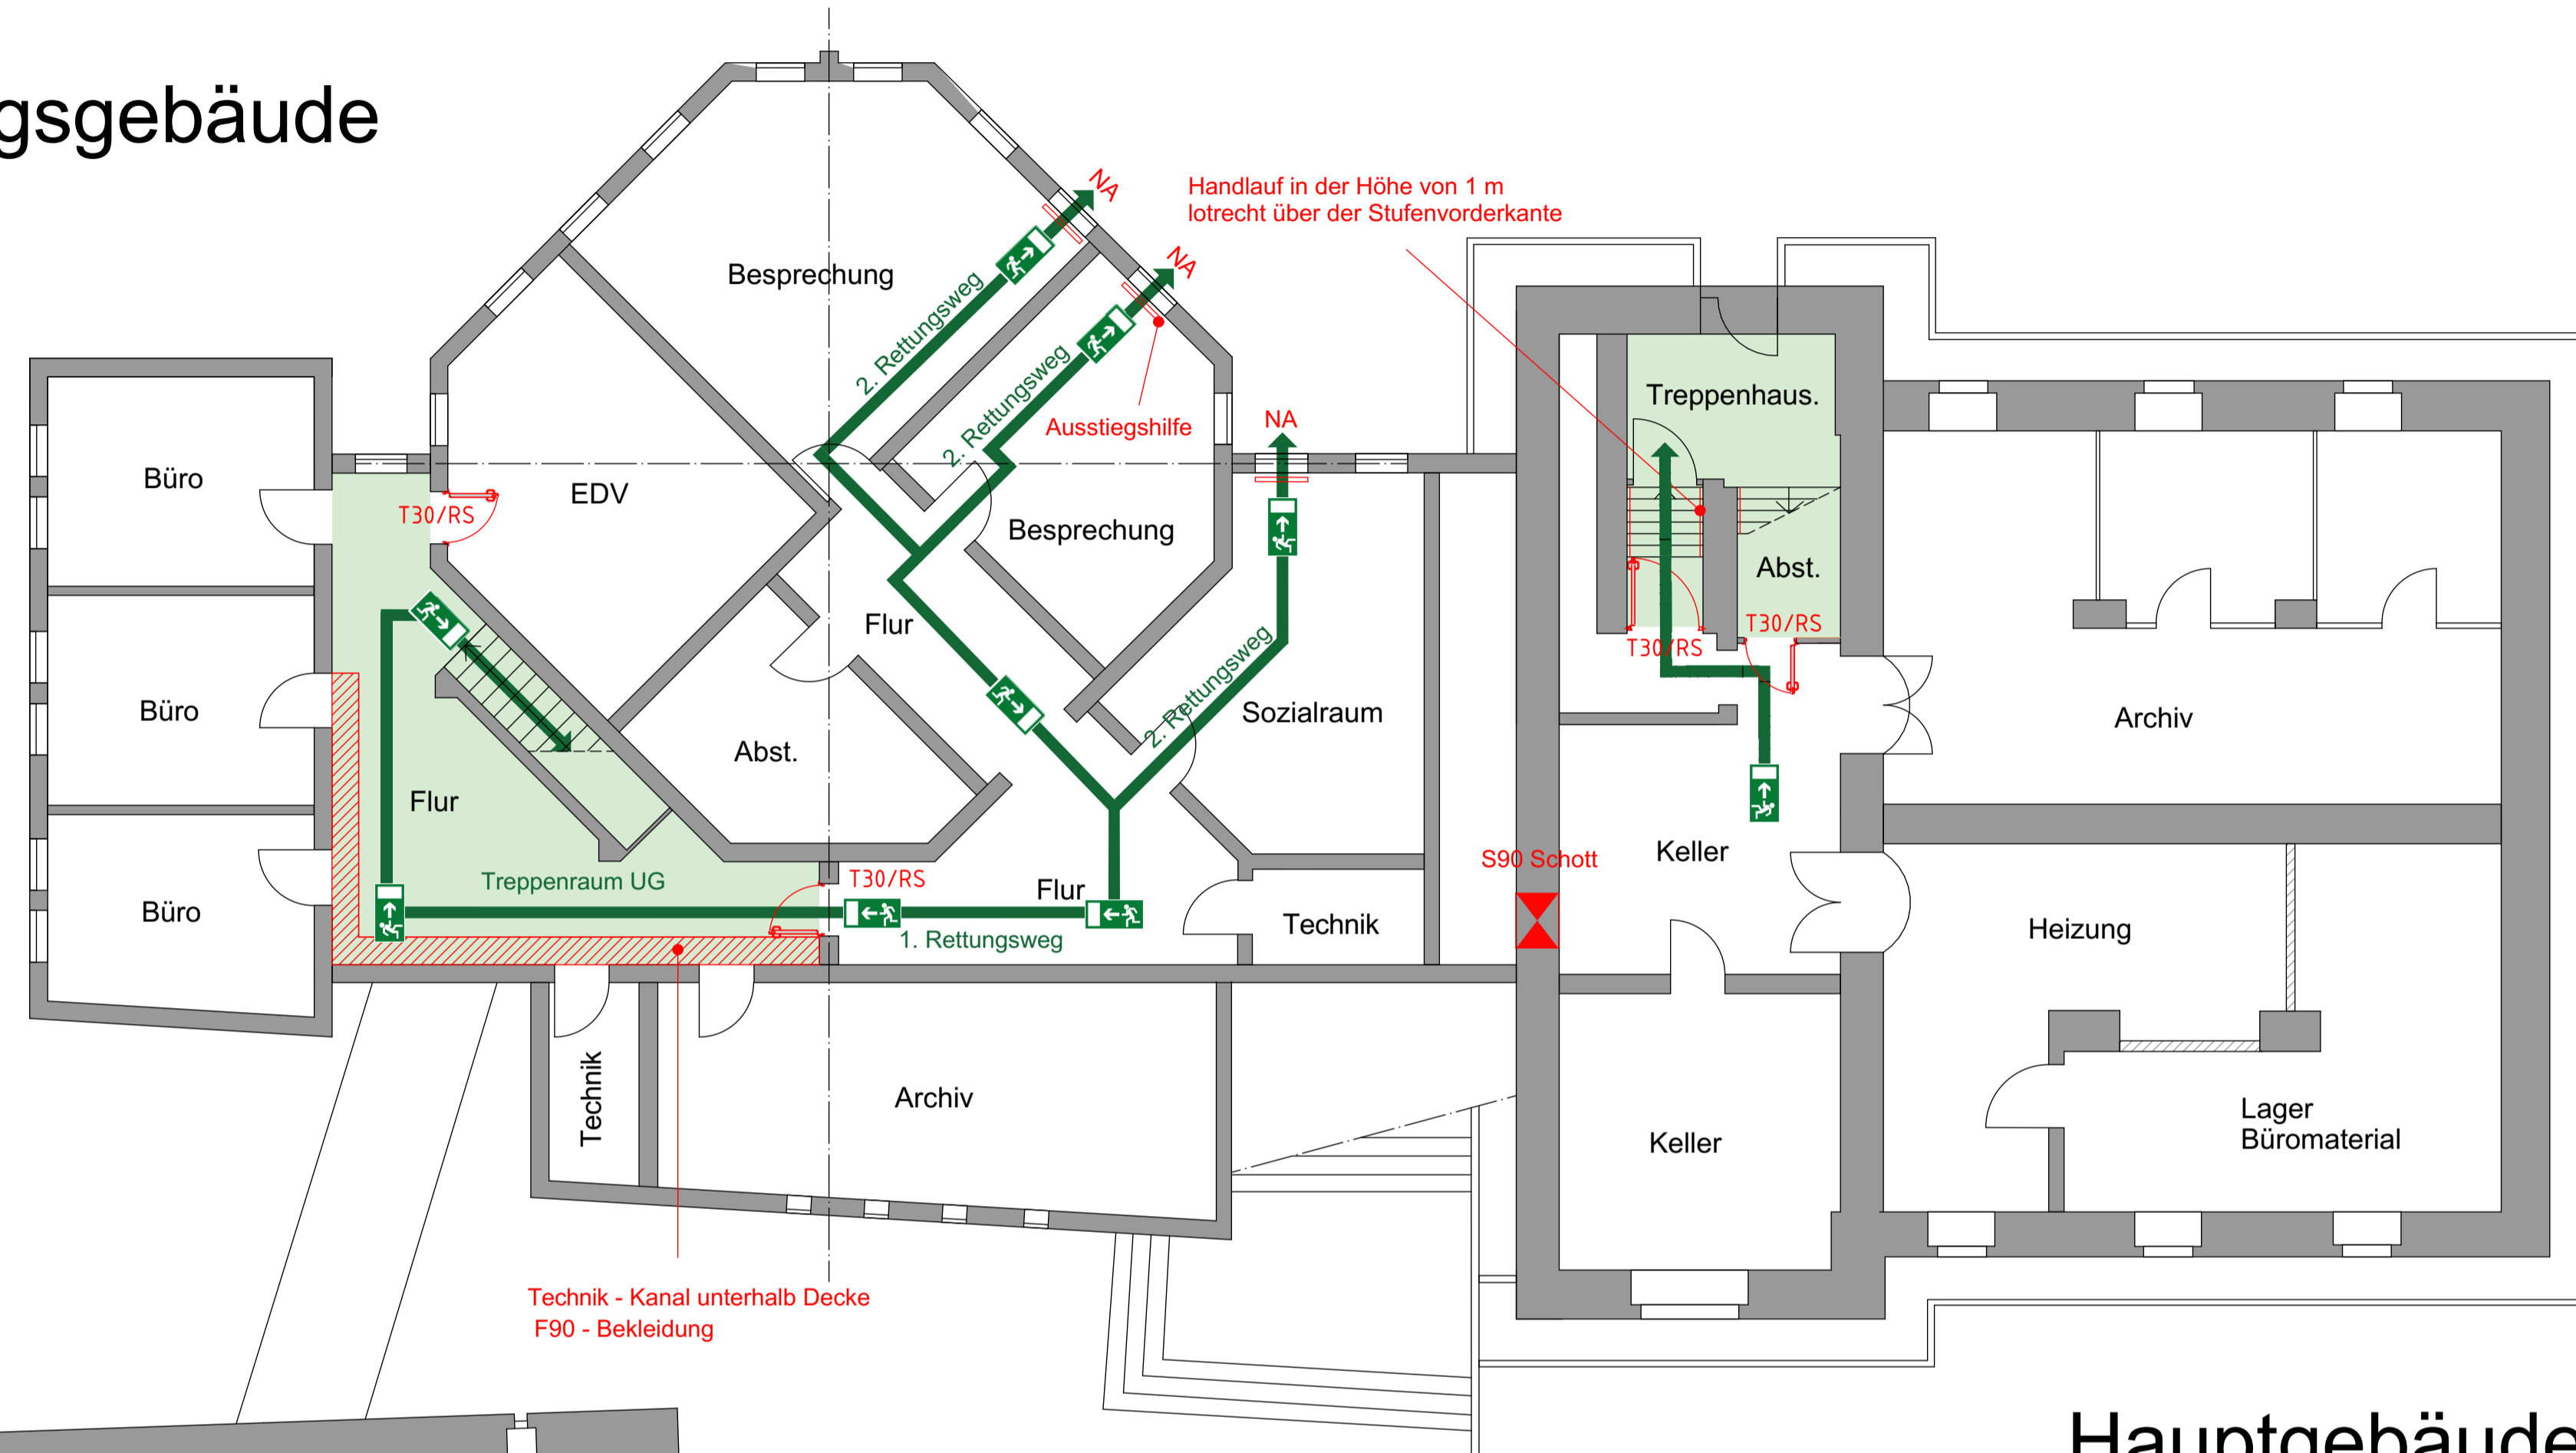 gsgebäude
NA
Handlauf in der Höhe von 1 m
lotrecht über der Stufenvorderkante
NA
Besprechung
2. Rettungsweg
2. Rettungsweg
Ausstiegshilfe
NA
Treppenhaus.
Büro
T30/RS
EDV
Besprechung
Abst.
Flur
T30/RS
T30/RS
2. Rettungsweg
Büro
Sozialraum
Archiv
Abst.
Flur
Keller
S90 Schott
Treppenraum UG
T30/RS
Flur
Büro
1. Rettungsweg
Technik
Heizung
Technik
Archiv
Keller
Lager
Büromaterial
Technik - Kanal unterhalb Decke
F90 - Bekleidung
Hauptgebäude